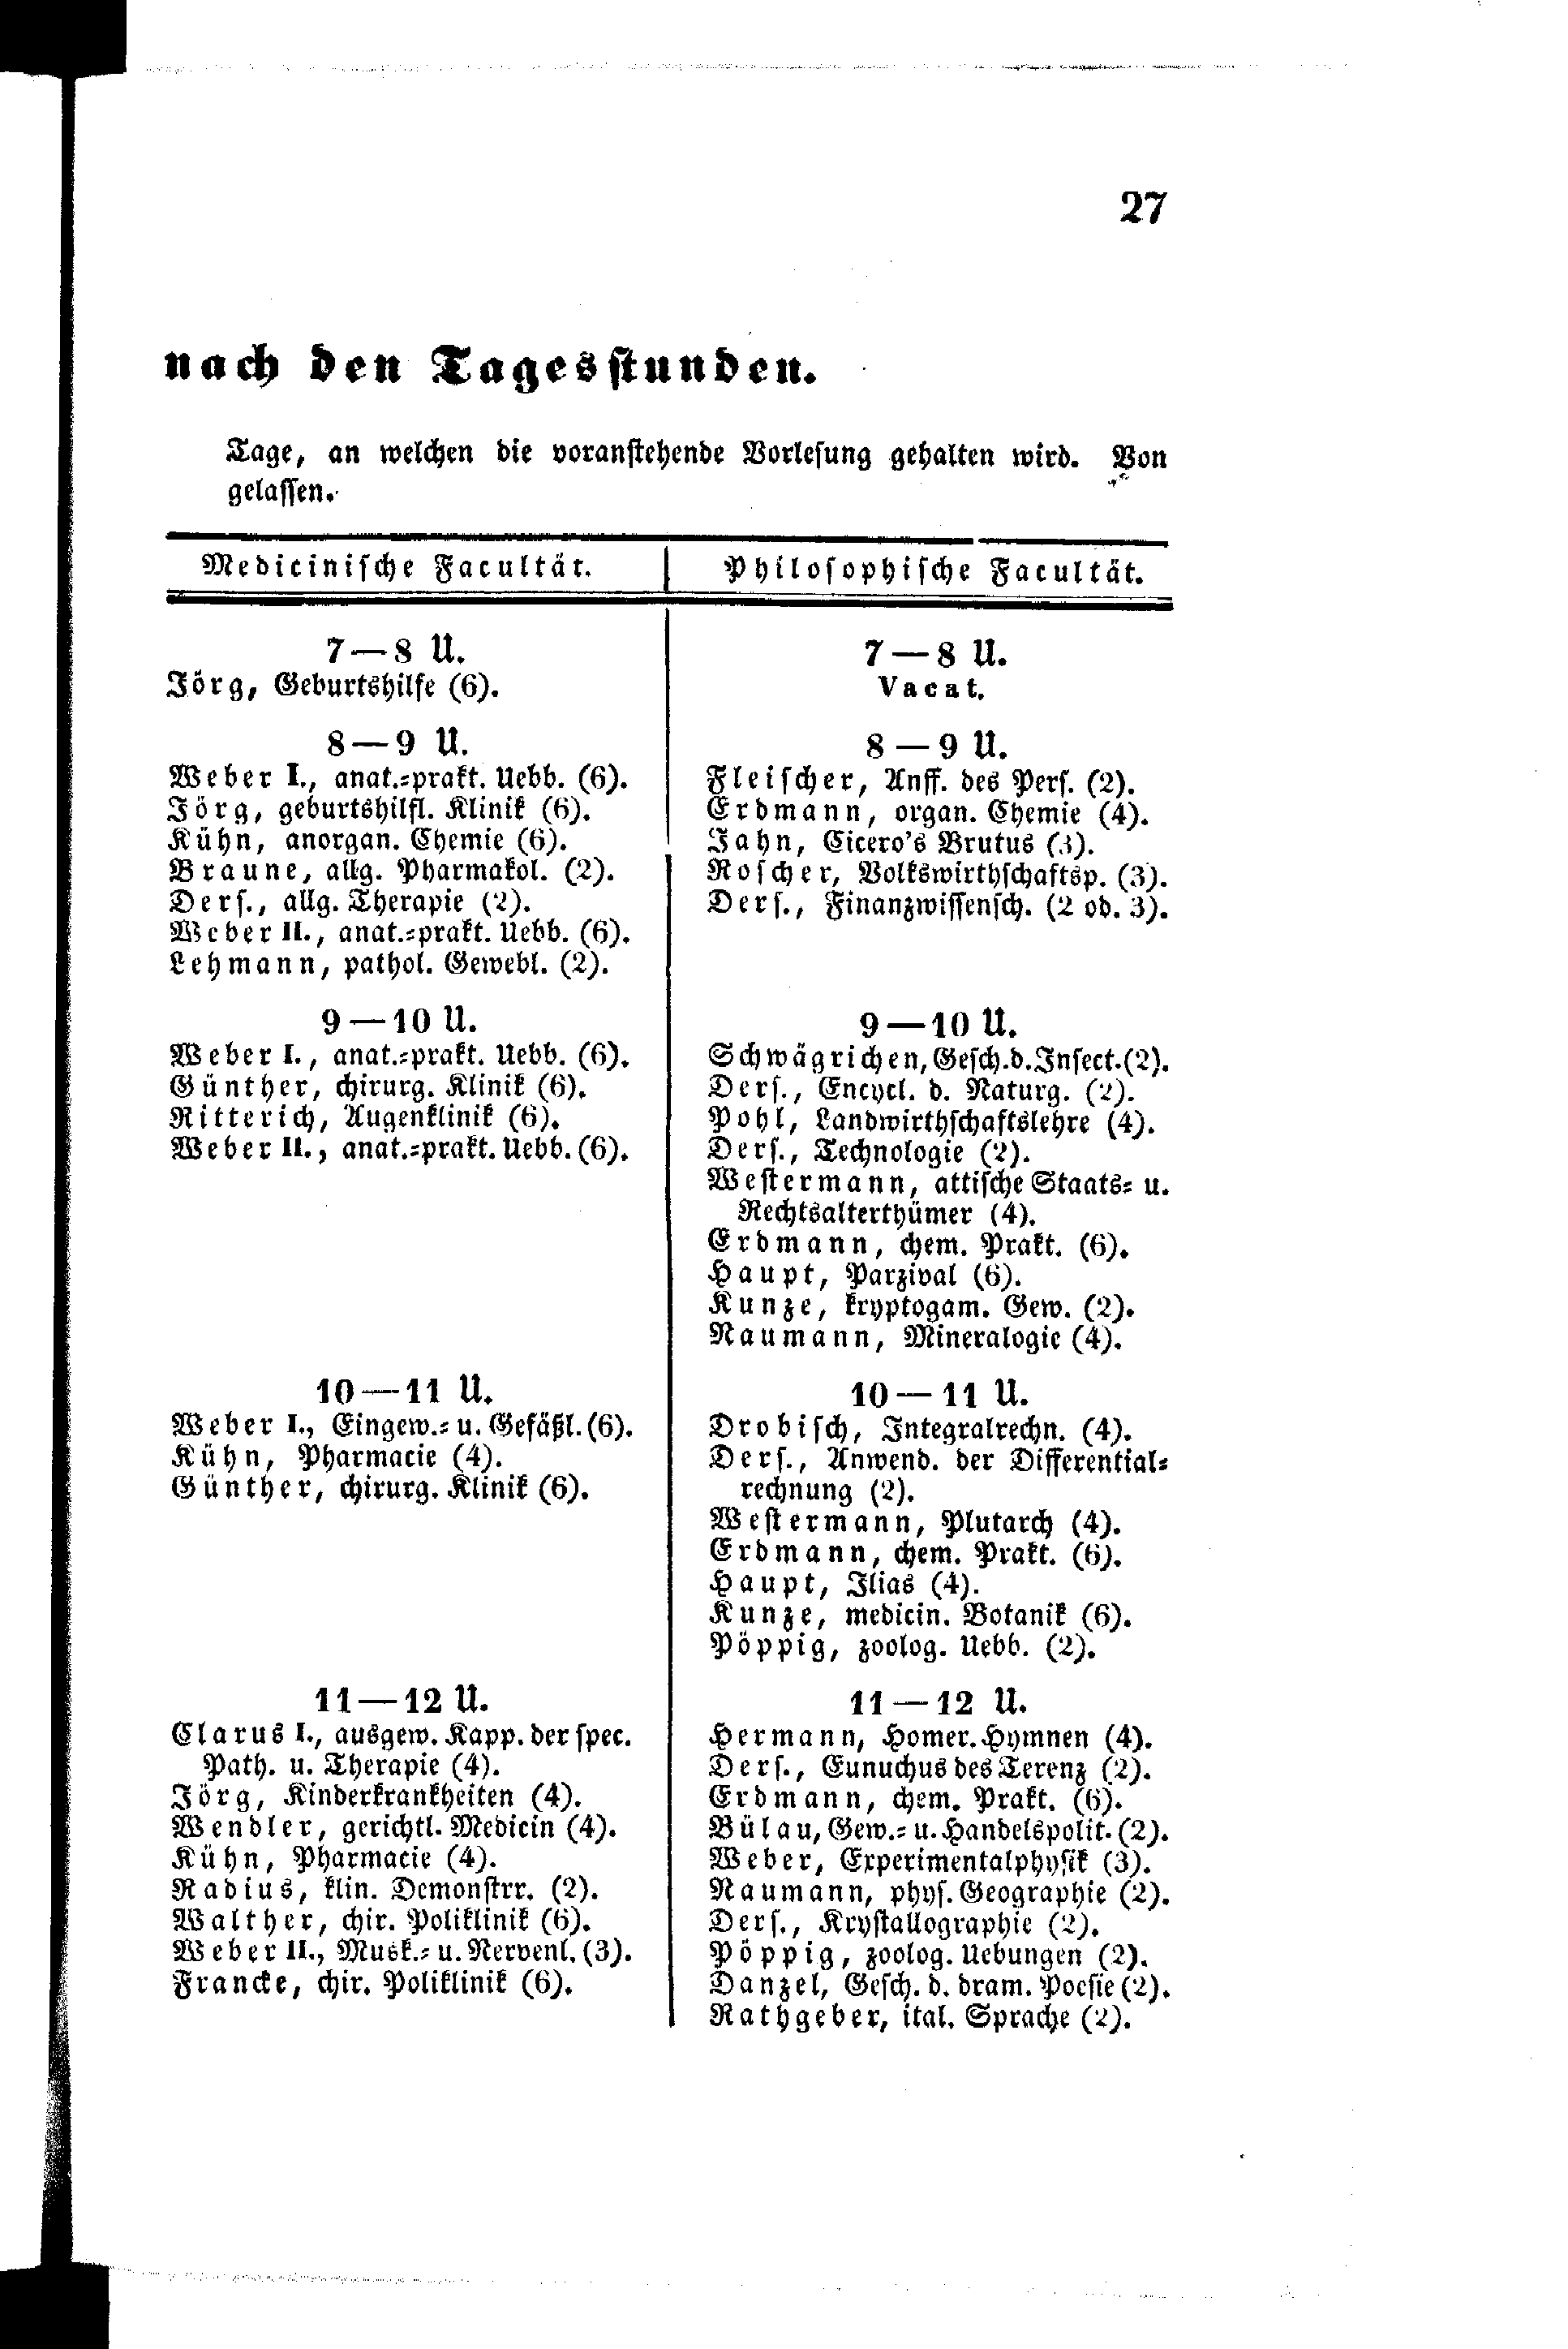 27
nach den Tagesstunden.
Tage, an welchen die voranstehende Vorlesung gehalten wird. Von
gelassen.
Medicinische Facultät.
7—8 U.
Jörg, Geburtshilfe (6).
8—9 U.
Weber I., anat.-prakt. Uebb. (6).
Jörg, geburtshilfl. Klinik (6).
Kühn, anorgan. Chemie (6).
Braune, allg. Pharmakol. (2).
Ders., allg. Therapie (2).
Weber II., anat.-prakt. Uebb. (6).
Lehmann, pathol. Gewebl. (2).
9—10 U.
Weber I., anat.-prakt. Uebb. (6).
Günther, chirurg. Klinik (6).
Ritterich, Augenklinik (6).
Weber II., anat.-prakt. Uebb. (6).
10—11 U.
Weber I., Eingew.- u. Gefäßl. (6).
Kühn, Pharmacie (4).
Günther, chirurg. Klinik (6).
11—12 U.
Clarus I., ausgew. Kapp. der spec.
Path. u. Therapie (4).
Jörg, Kinderkrankheiten (4).
Wendler, gerichtl. Medicin (4).
Kühn, Pharmacie (4).
Radius, klin. Demonstrr. (2).
Walther, chir. Poliklinik (6).
Weber II., Musk.- u. Nervenl. (3).
Francke, chir. Poliklinik (6).
Philosophische Facultät.
7—8 U.
Vacat.
8—9 U.
Fleischer, Anff. des Pers. (2).
Erdmann, organ. Chemie (4).
Jahn, Cicero's Brutus (3).
Roscher, Volkswirthschaftsp. (3).
Ders., Finanzwissensch. (2 od. 3).
9—10 U.
Schwägrichen, Gesch. d. Insect. (2).
Ders., Encycl. d. Naturg. (2).
Pohl, Landwirthschaftslehre (4).
Ders., Technologie (2).
Westermann, attische Staats- u.
Rechtsalterthümer (4).
Erdmann, chem. Prakt. (6).
Haupt, Parzival (6).
Kunze, kryptogam. Gew. (2).
Naumann, Mineralogie (4).
10—11 U.
Drobisch, Integralrechn. (4).
Ders., Anwend. der Differential-
rechnung (2).
Westermann, Plutarch (4).
Erdmann, chem. Prakt. (6).
Haupt, Ilias (4).
Kunze, medicin. Botanik (6).
Pöppig, zoolog. Uebb. (2).
11—12 U.
Hermann, Homer. Hymnen (4).
Ders., Eunuchus des Terenz (2).
Erdmann, chem. Prakt. (6).
Bülau, Gew.- u. Handelspolit. (2).
Weber, Experimentalphysik (3).
Naumann, phys. Geographie (2).
Ders., Krystallographie (2).
Pöppig, zoolog. Uebungen (2).
Danzel, Gesch. d. dram. Poesie (2).
Rathgeber, ital. Sprache (2).